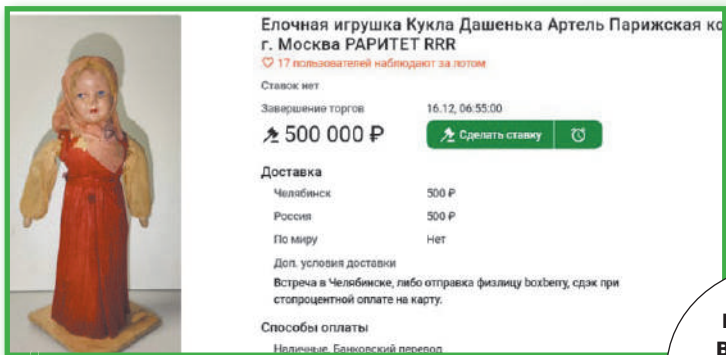 Елочная игрушка Кукла Дашенька Артель Парижская ко
г. Москва РАРИТЕТ RRR
17 пользователей наблюдают за лотом
Ставок нет
Завершение торгов 16.12, 06:55:00
500 000 ₽ Сделать ставку
Доставка
Челябинск 500 ₽
Россия 500 ₽
По миру Нет
Доп. условия доставки
Встреча в Челябинске, либо отправка физлицу boxberry, сдэк при
стопроцентной оплате на карту.
Способы оплаты
Наличные, Банковский перевод